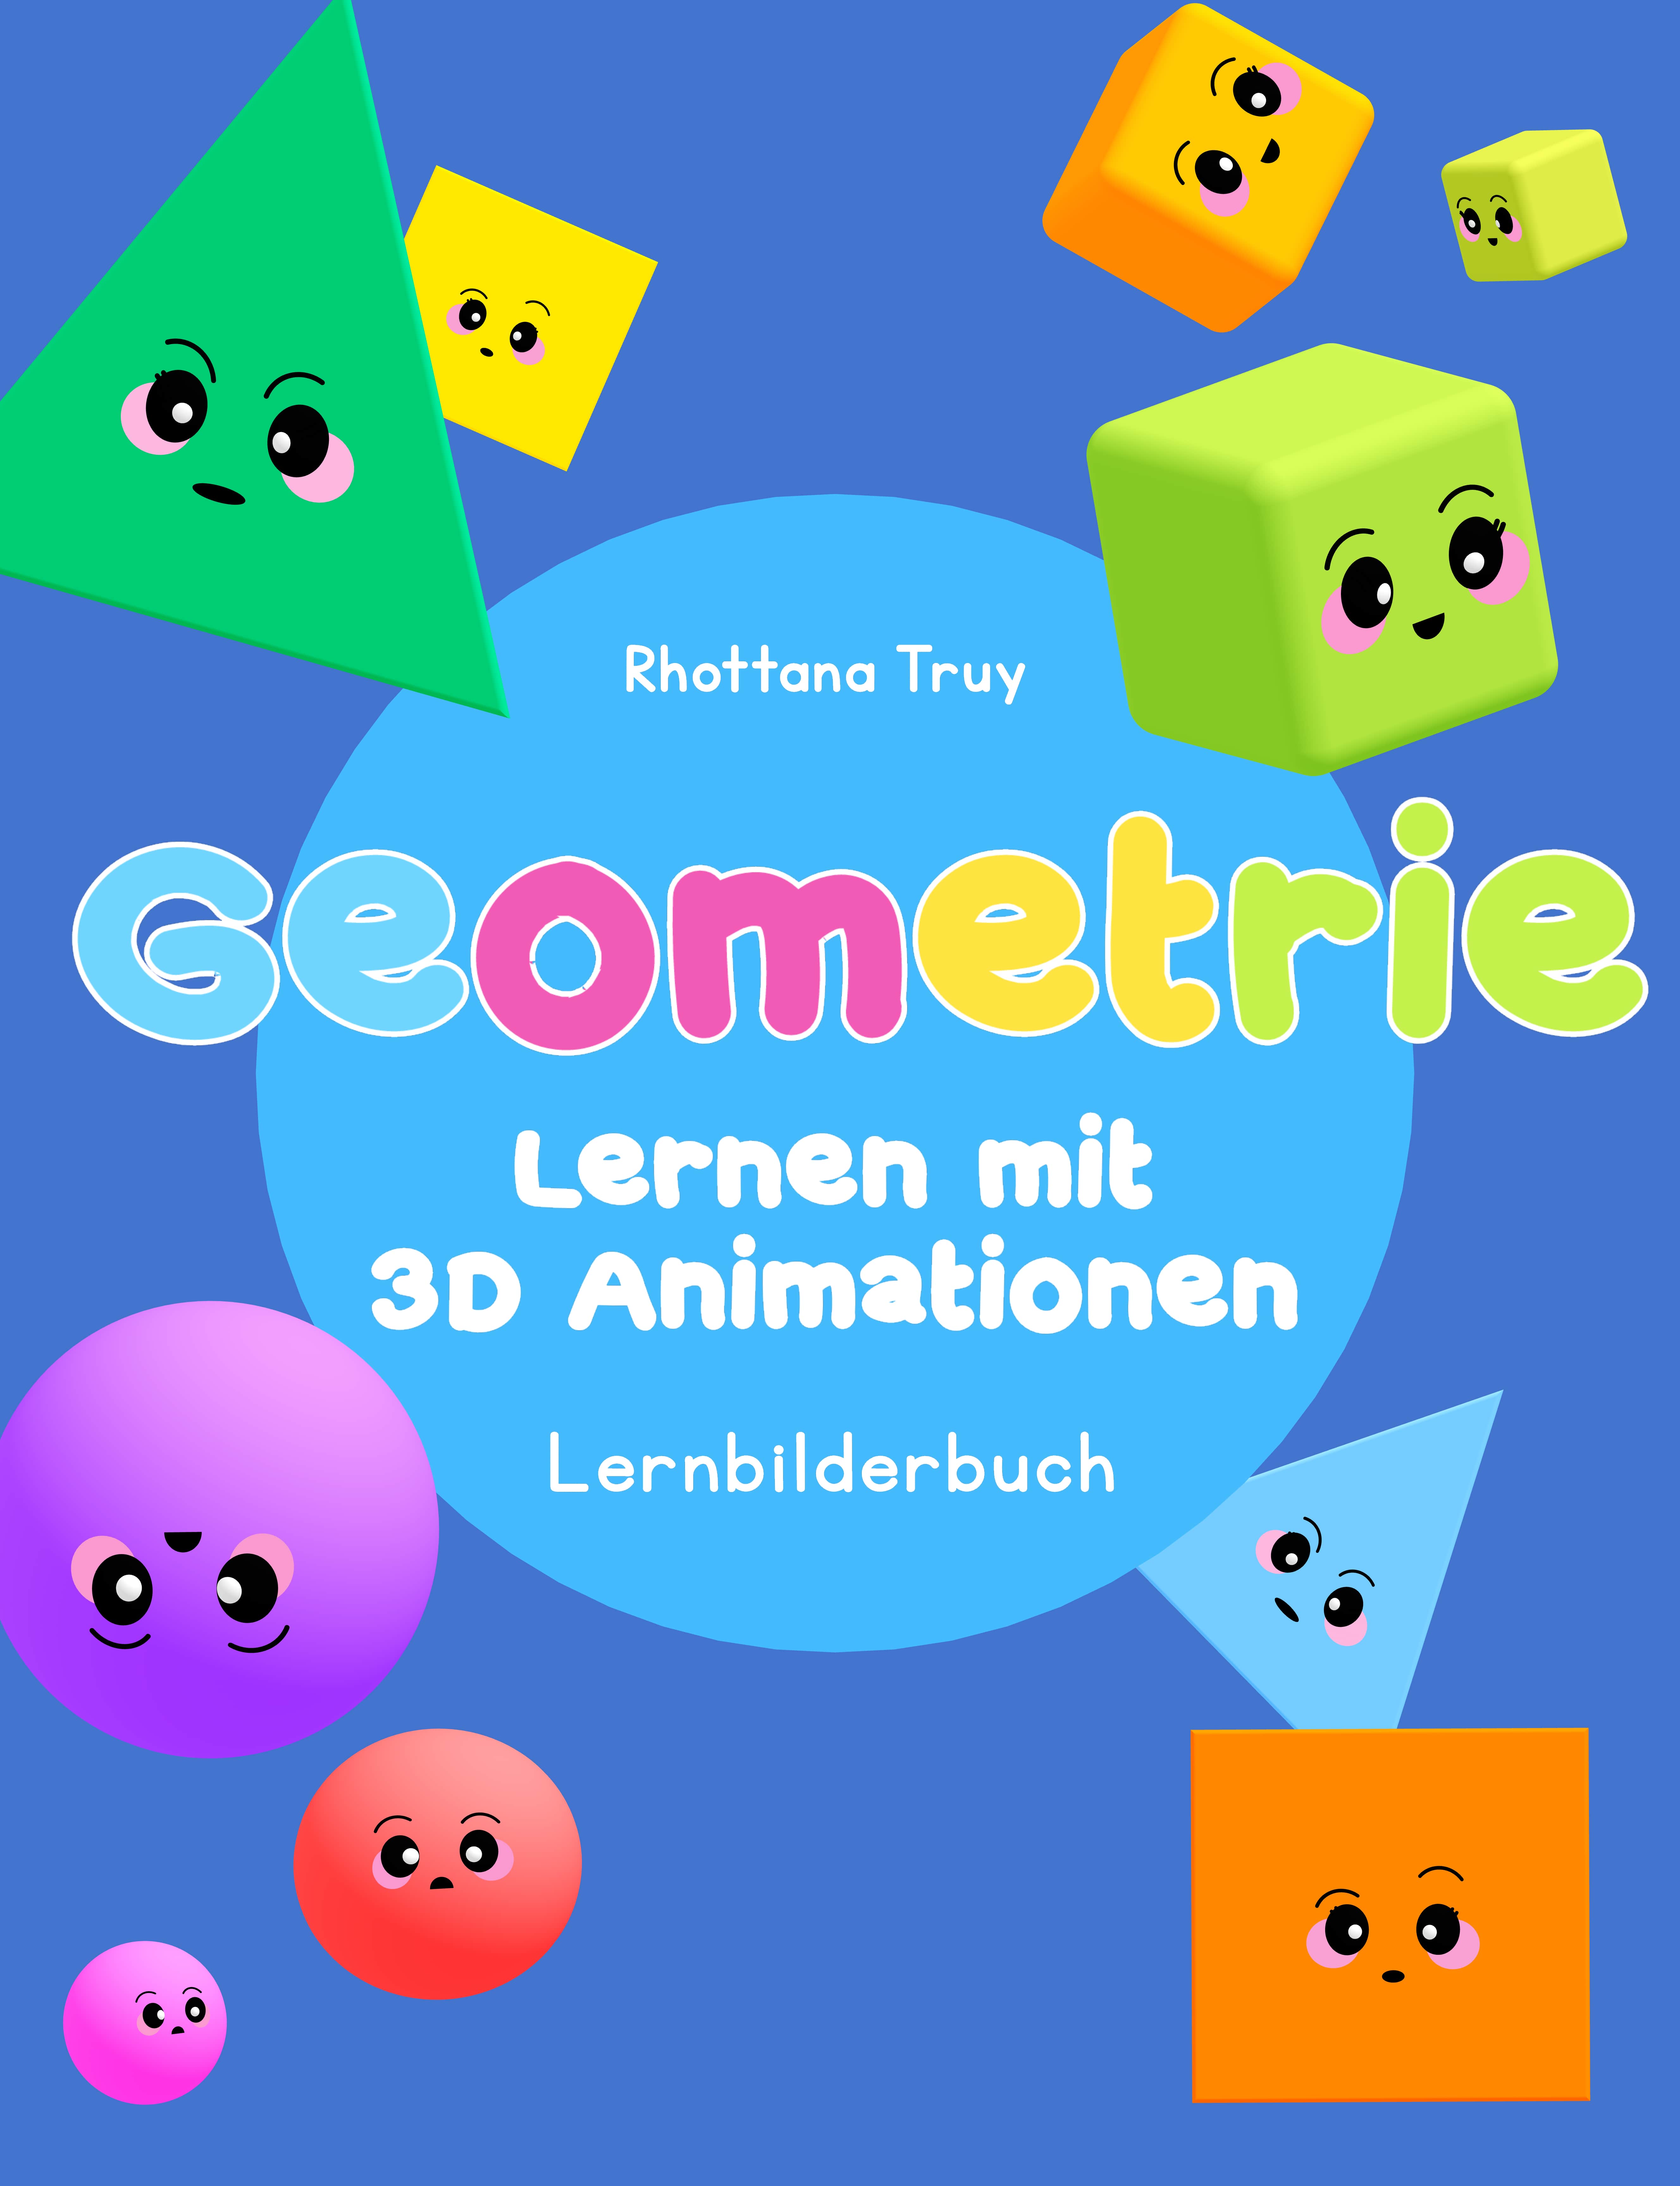 Rhottana Truy
Geometrie
Lernen mit
3D Animationen
Lernbilderbuch